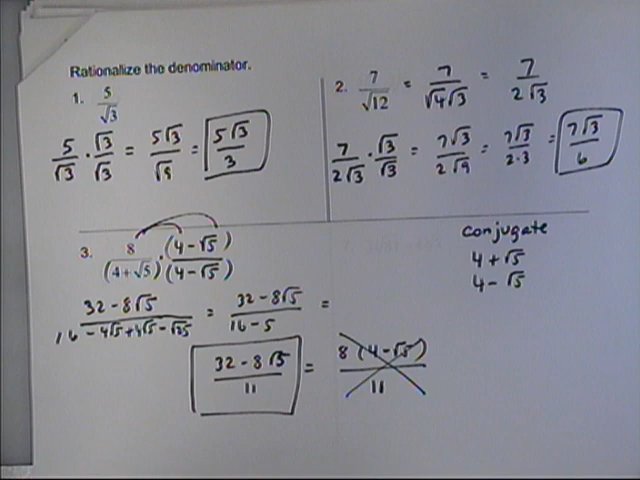 Rationalize the denominator.
1. 5/√3
5/√3 · √3/√3 = 5√3/√9 = 5√3/3
2. 7/√12 = 7/√4√3 = 7/2√3
7/2√3 · √3/√3 = 7√3/2√9 = 7√3/2·3 = 7√3/6
3. 8/(4+√5) · (4-√5)/(4-√5)
conjugate
4+√5
4-√5
32-8√5/16-4√5+4√5-√25 = 32-8√5/16-5 =
32-8√5/11 = 8(4-√5)/11